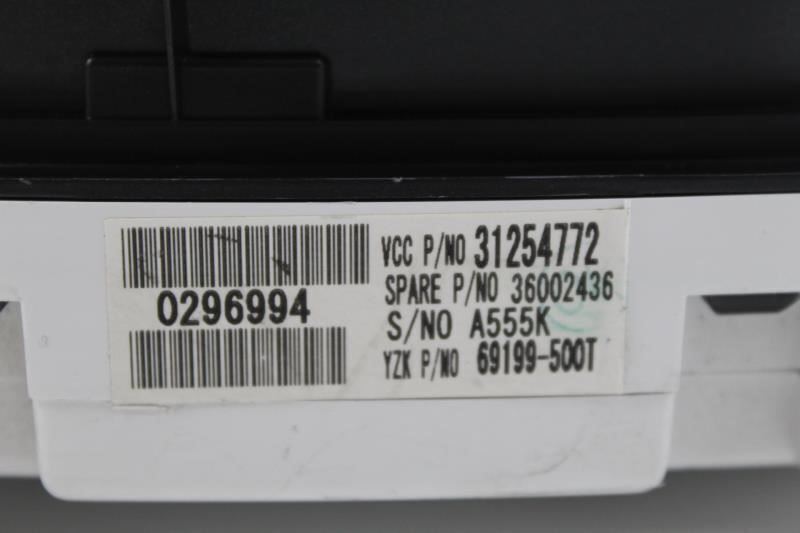 VCC P/NO 31254772
SPARE P/NO 36002436
0296994
S/NO A555K
YZK P/NO 69199-500T